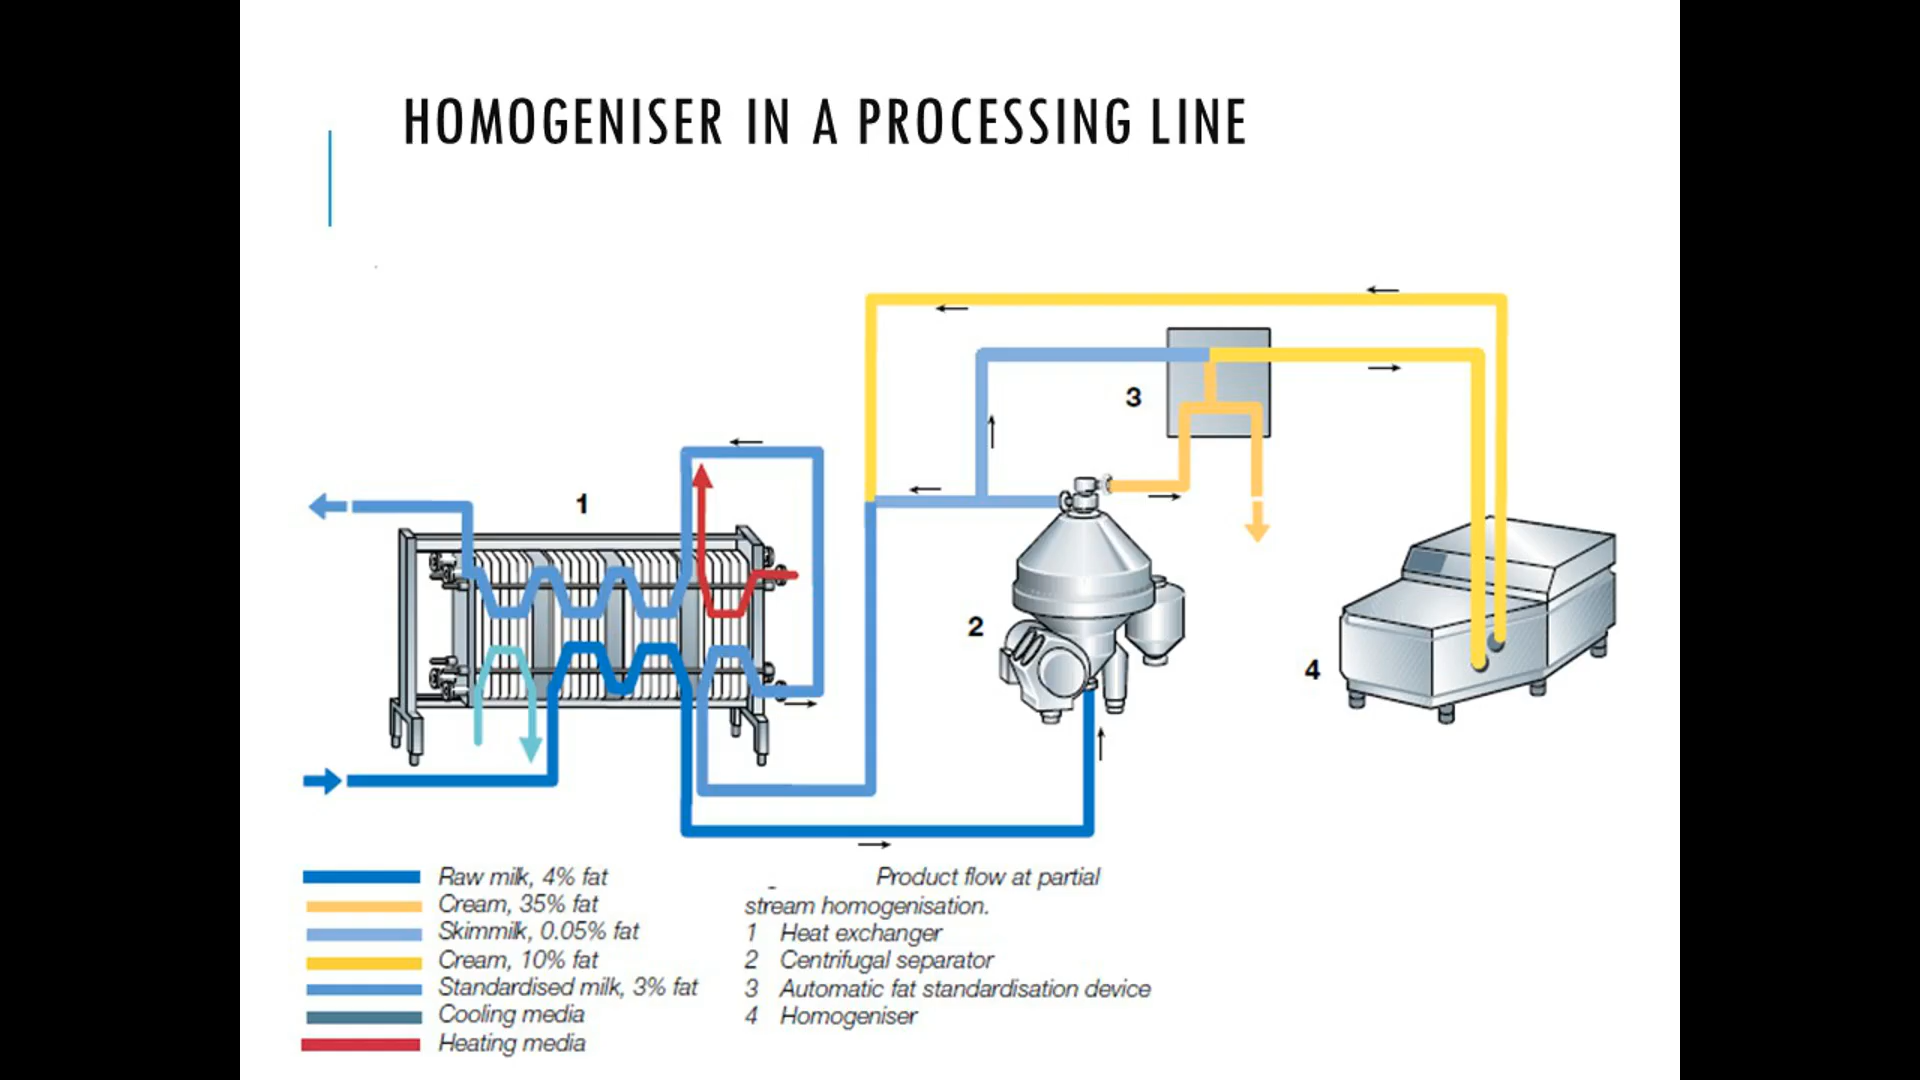 HOMOGENISER IN A PROCESSING LINE
1
2
3
4
Raw milk, 4% fat
Cream, 35% fat
Skimmilk, 0.05% fat
Cream, 10% fat
Standardised milk, 3% fat
Cooling media
Heating media
Product flow at partial
stream homogenisation.
1 Heat exchanger
2 Centrifugal separator
3 Automatic fat standardisation device
4 Homogeniser